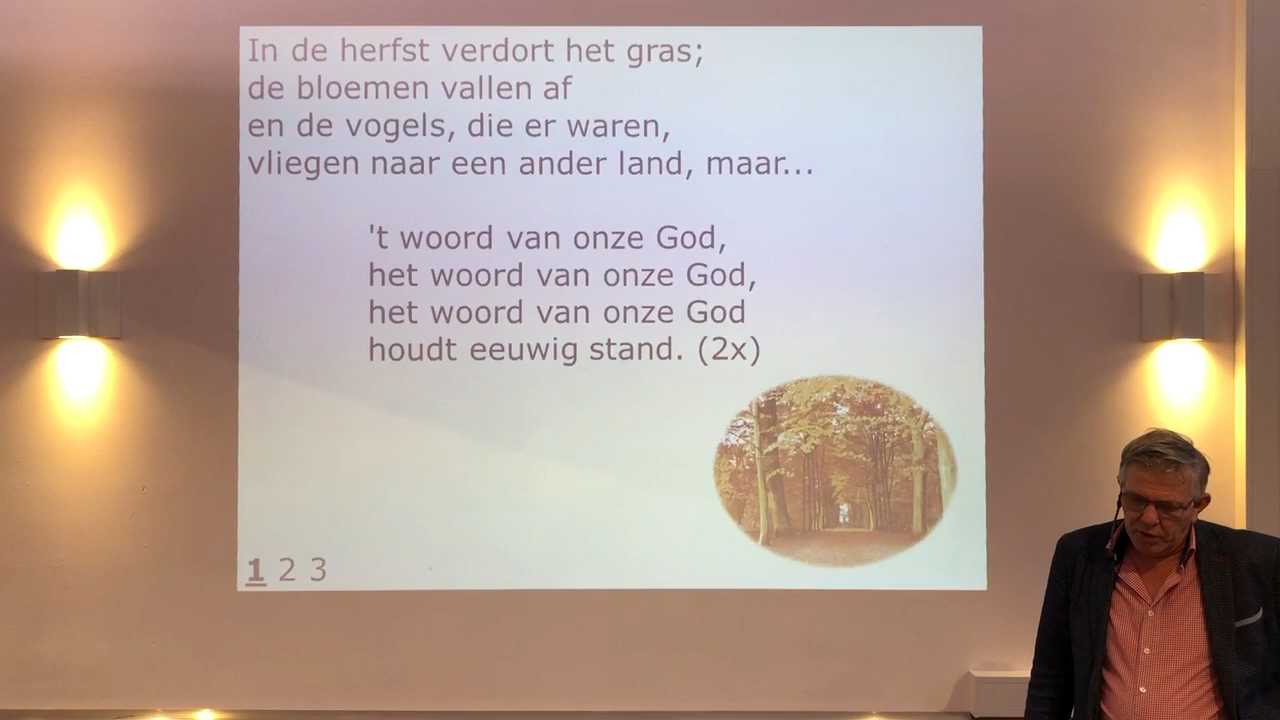 In de herfst verdort het gras;
de bloemen vallen af
en de vogels, die er waren,
vliegen naar een ander land, maar...
't woord van onze God,
het woord van onze God,
het woord van onze God
houdt eeuwig stand. (2x)
1 2 3